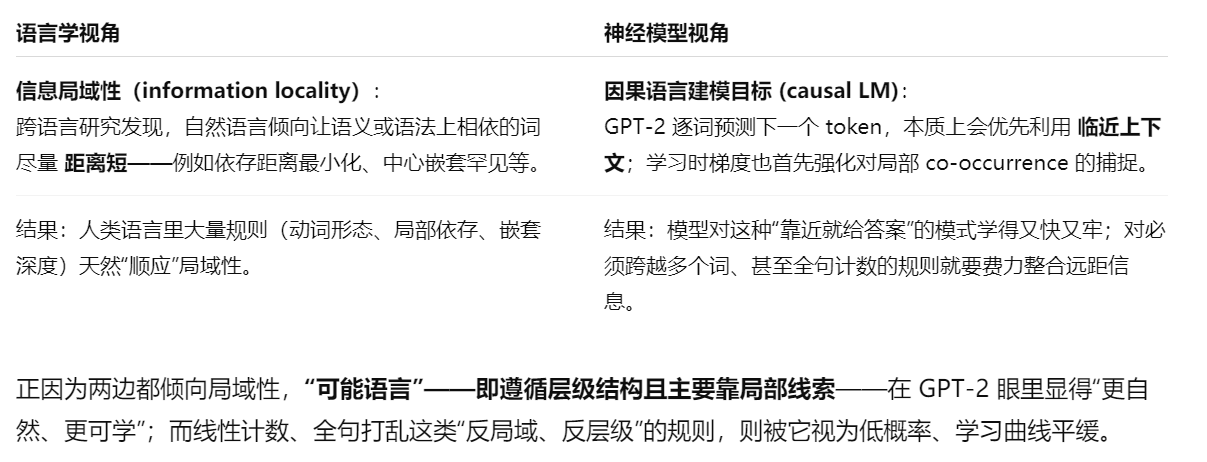 语言学视角
神经模型视角
信息局域性（information locality）:
跨语言研究发现，自然语言倾向让语义或语法上相依的词
尽量 距离短——例如依存距离最小化、中心嵌套罕见等。
因果语言建模目标 (causal LM)：
GPT-2 逐词预测下一个 token，本质上会优先利用 临近上下
文；学习时梯度也首先强化对局部 co-occurrence 的捕捉。
结果：人类语言里大量规则（动词形态、局部依存、嵌套
深度）天然“顺应”局域性。
结果：模型对这种“靠近就给答案”的模式学得又快又牢；对必
须跨越多个词、甚至全句计数的规则就要费力整合远距信
息。
正因为两边都倾向局域性，“可能语言”——即遵循层级结构且主要靠局部线索——在 GPT-2 眼里显得“更自
然、更可学”；而线性计数、全句打乱这类“反局域、反层级”的规则，则被它视为低概率、学习曲线平缓。